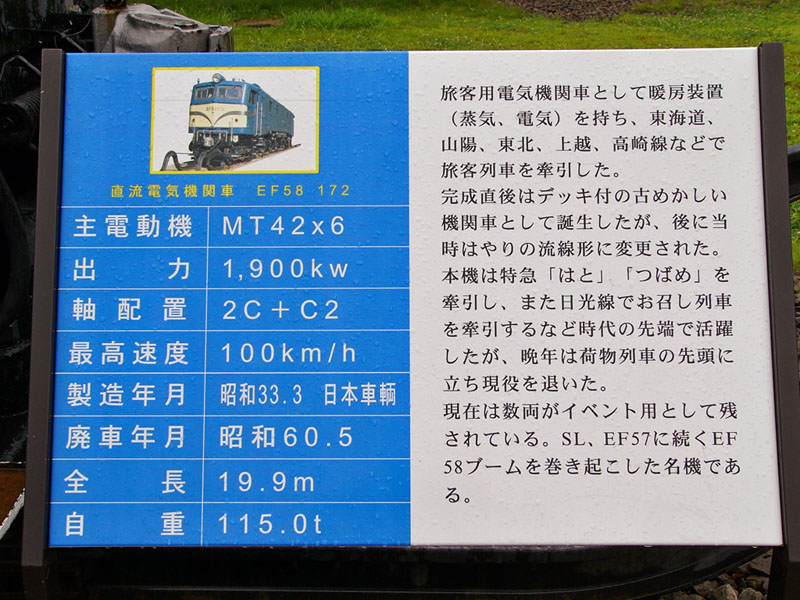 直流電気機関車 EF58 172
主電動機 MT42x6
出力 1,900kw
軸配置 2C+C2
最高速度 100km/h
製造年月 昭和33.3 日本車輌
廃車年月 昭和60.5
全長 19.9m
自重 115.0t
旅客用電気機関車として暖房装置
(蒸気、電気)を持ち、東海道、
山陽、東北、上越、高崎線などで
旅客列車を牽引した。
完成直後はデッキ付の古めかしい
機関車として誕生したが、後に当
時はやりの流線形に変更された。
本機は特急「はと」「つばめ」を
牽引し、また日光線でお召し列車
を牽引するなど時代の先端で活躍
したが、晩年は荷物列車の先頭に
立ち現役を退いた。
現在は数両がイベント用として残
されている。SL、EF57に続くEF
58ブームを巻き起こした名機であ
る。